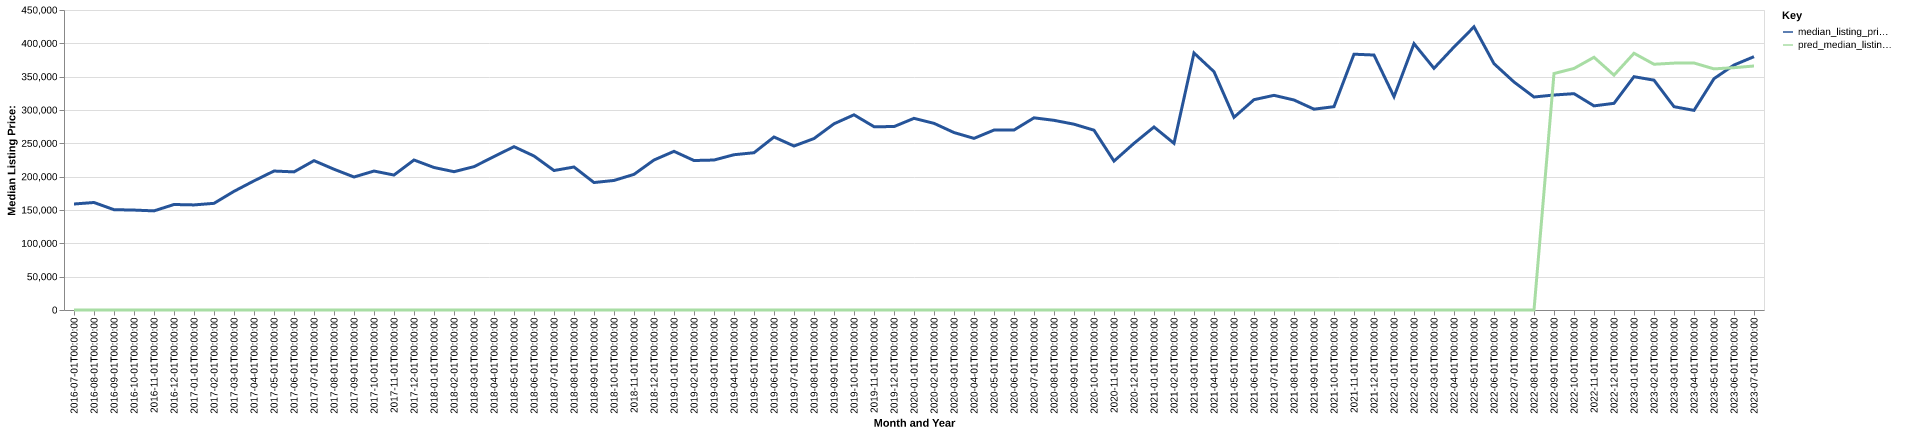 450,000
400,000
350,000
300,000
250,000
200,000
150,000
100,000
50,000
0
Median Listing Price:
2016-07-01T00:00:00
2016-08-01T00:00:00
2016-09-01T00:00:00
2016-10-01T00:00:00
2016-11-01T00:00:00
2016-12-01T00:00:00
2017-01-01T00:00:00
2017-02-01T00:00:00
2017-03-01T00:00:00
2017-04-01T00:00:00
2017-05-01T00:00:00
2017-06-01T00:00:00
2017-07-01T00:00:00
2017-08-01T00:00:00
2017-09-01T00:00:00
2017-10-01T00:00:00
2017-11-01T00:00:00
2017-12-01T00:00:00
2018-01-01T00:00:00
2018-02-01T00:00:00
2018-03-01T00:00:00
2018-04-01T00:00:00
2018-05-01T00:00:00
2018-06-01T00:00:00
2018-07-01T00:00:00
2018-08-01T00:00:00
2018-09-01T00:00:00
2018-10-01T00:00:00
2018-11-01T00:00:00
2018-12-01T00:00:00
2019-01-01T00:00:00
2019-02-01T00:00:00
2019-03-01T00:00:00
2019-04-01T00:00:00
2019-05-01T00:00:00
2019-06-01T00:00:00
2019-07-01T00:00:00
2019-08-01T00:00:00
2019-09-01T00:00:00
2019-10-01T00:00:00
2019-11-01T00:00:00
2019-12-01T00:00:00
2020-01-01T00:00:00
2020-02-01T00:00:00
2020-03-01T00:00:00
2020-04-01T00:00:00
2020-05-01T00:00:00
2020-06-01T00:00:00
2020-07-01T00:00:00
2020-08-01T00:00:00
2020-09-01T00:00:00
2020-10-01T00:00:00
2020-11-01T00:00:00
2020-12-01T00:00:00
2021-01-01T00:00:00
2021-02-01T00:00:00
2021-03-01T00:00:00
2021-04-01T00:00:00
2021-05-01T00:00:00
2021-06-01T00:00:00
2021-07-01T00:00:00
2021-08-01T00:00:00
2021-09-01T00:00:00
2021-10-01T00:00:00
2021-11-01T00:00:00
2021-12-01T00:00:00
2022-01-01T00:00:00
2022-02-01T00:00:00
2022-03-01T00:00:00
2022-04-01T00:00:00
2022-05-01T00:00:00
2022-06-01T00:00:00
2022-07-01T00:00:00
2022-08-01T00:00:00
2022-09-01T00:00:00
2022-10-01T00:00:00
2022-11-01T00:00:00
2022-12-01T00:00:00
2023-01-01T00:00:00
2023-02-01T00:00:00
2023-03-01T00:00:00
2023-04-01T00:00:00
2023-05-01T00:00:00
2023-06-01T00:00:00
2023-07-01T00:00:00
Month and Year
Key
median_listing_pri…
pred_median_listin…